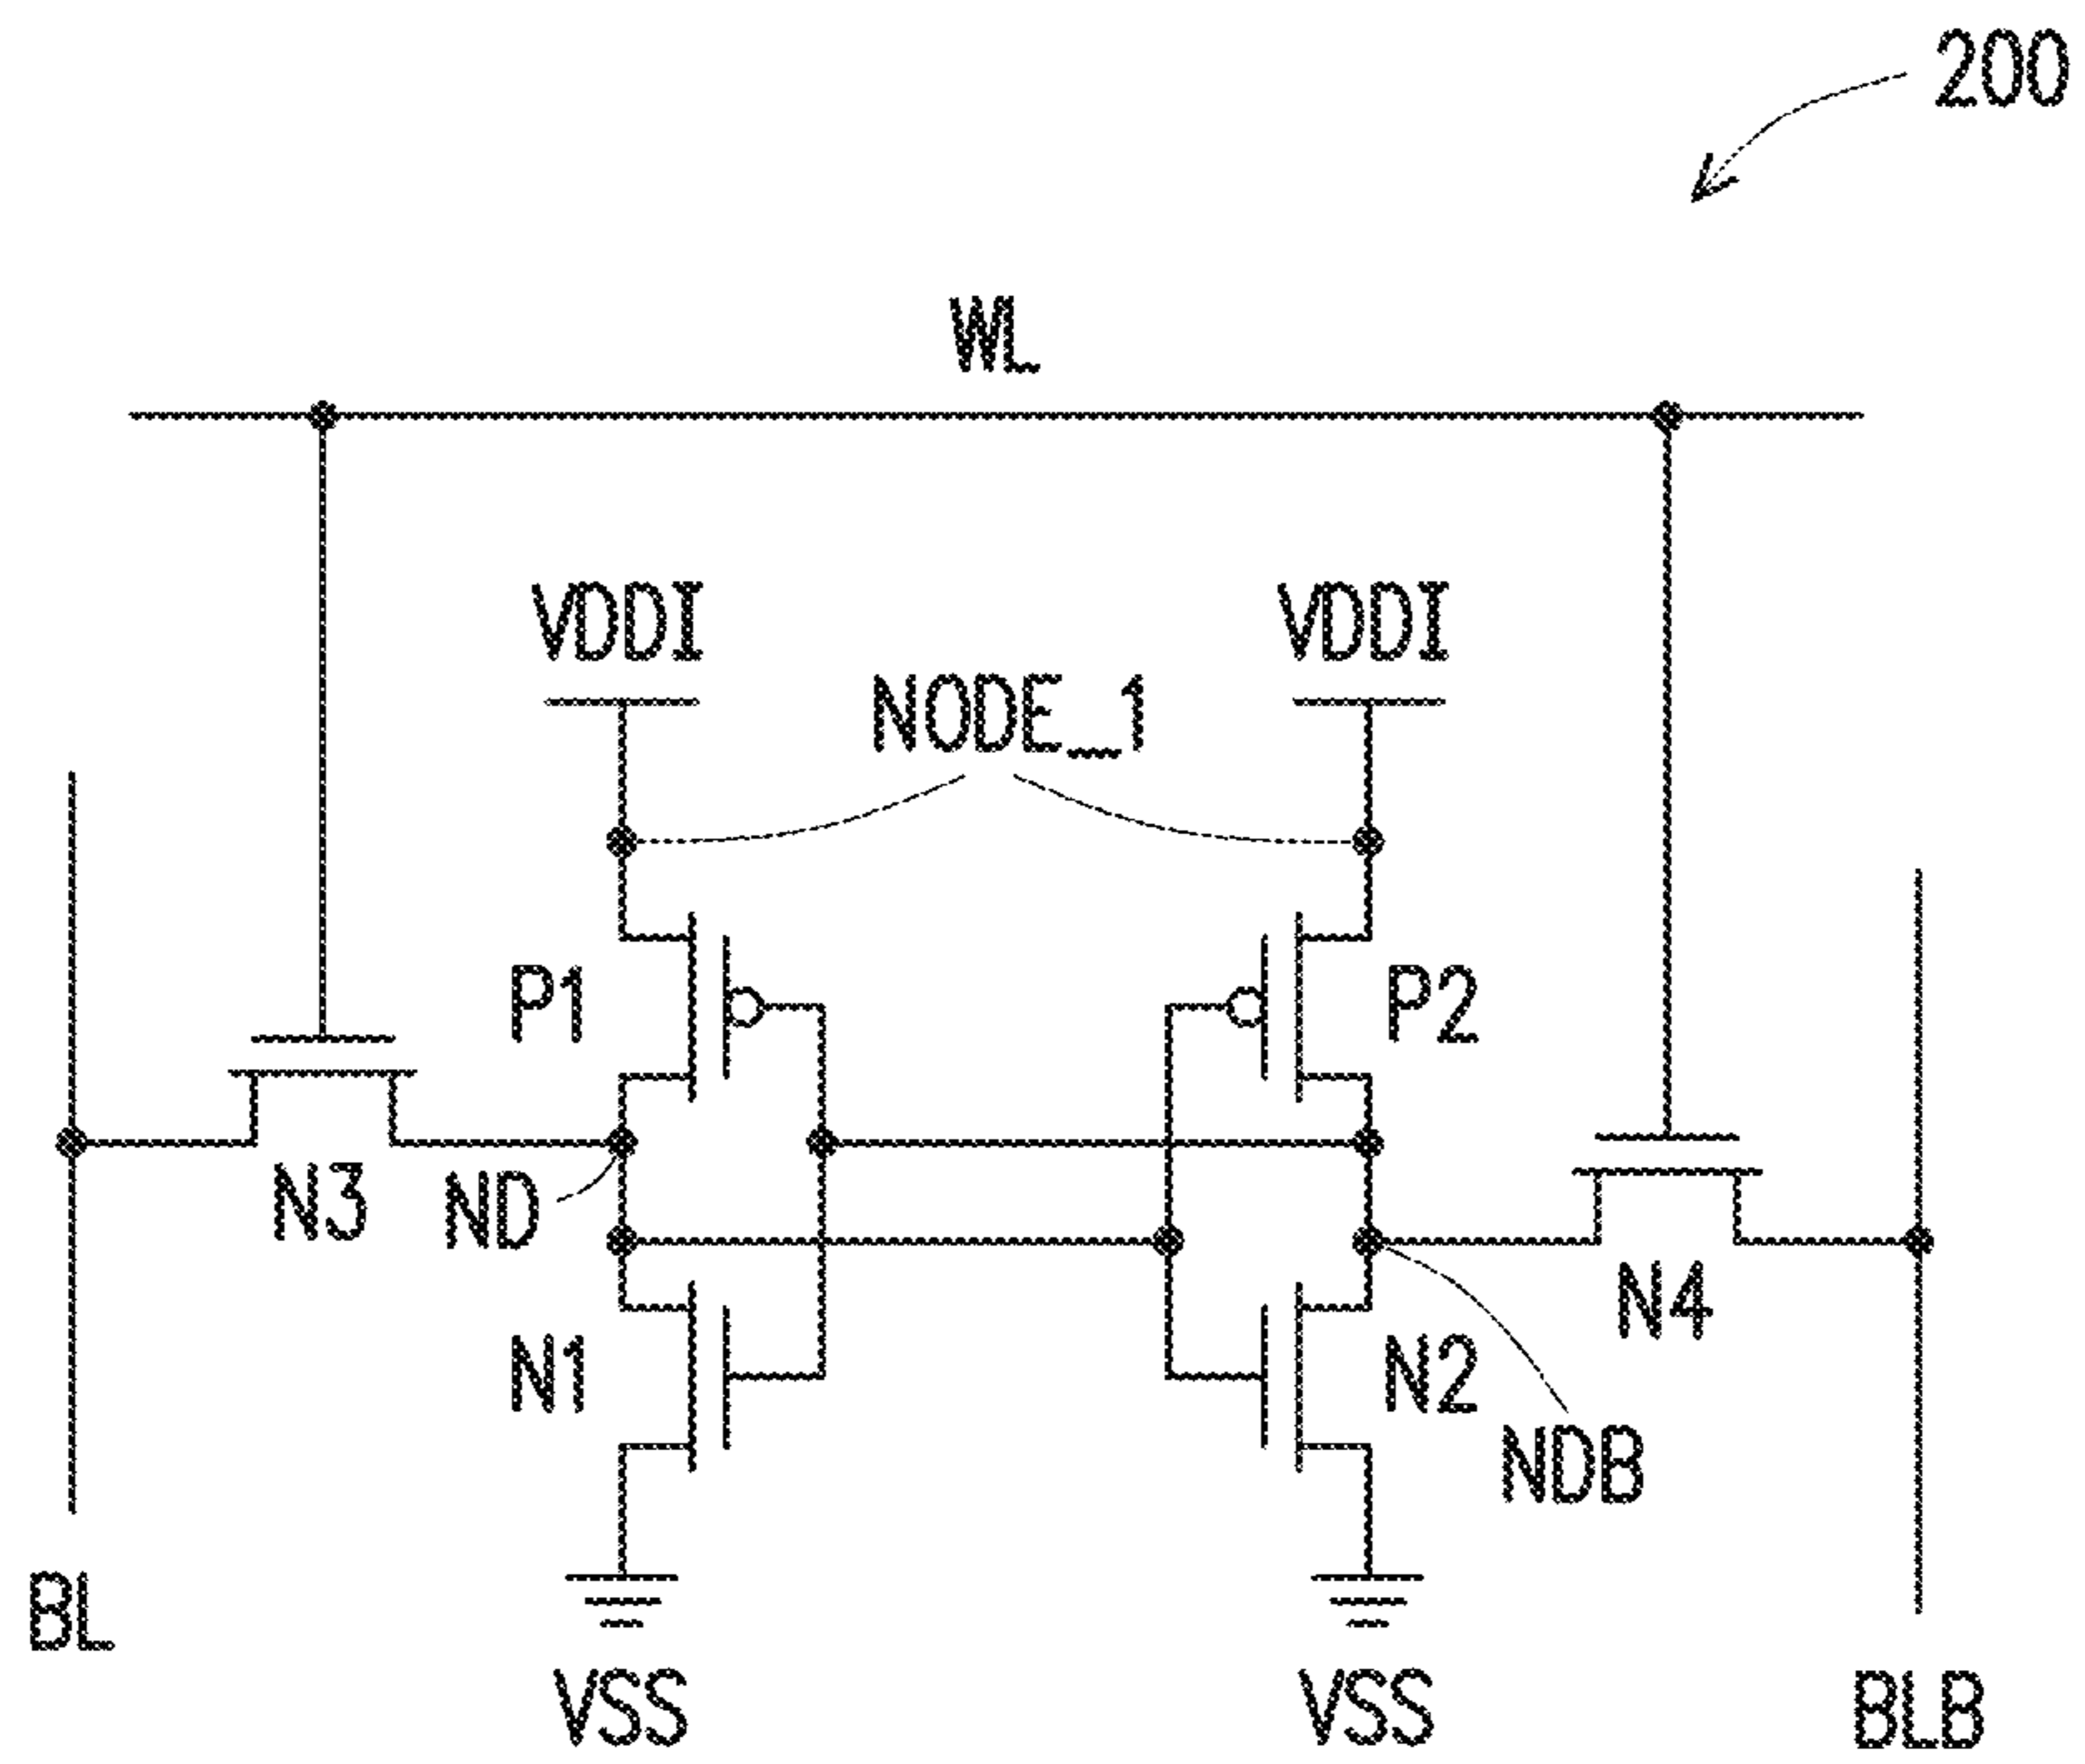 200
WL
VDDI VDDI
NODE_1
P1 P2
N3 ND N4
N1 N2
NDB
BL VSS VSS BLB